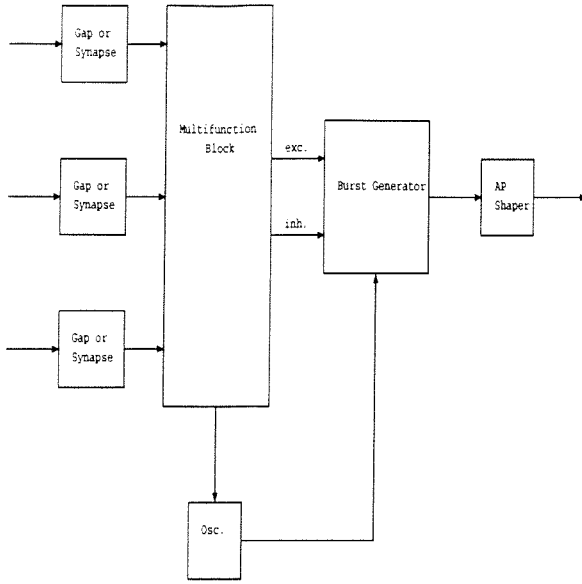 Gap or
Synapse
Multifunction
Block
exc.
Gap or
Synapse
Burst Generator
AP
Shaper
inh.
Gap or
Synapse
Osc.